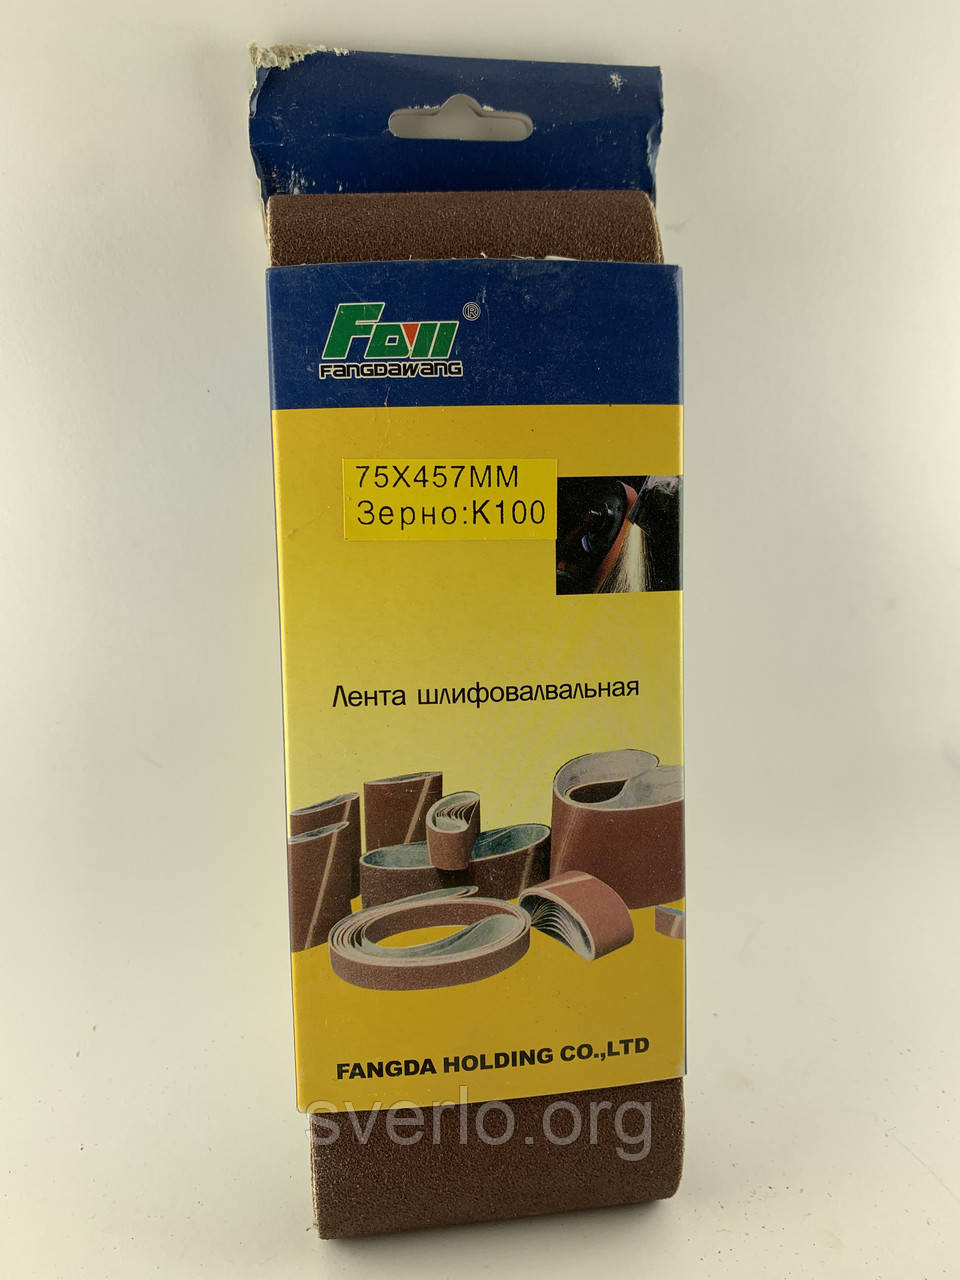 FDW ®
FANGDAWANG
75X457MM
Зерно:K100
Лента шлифовалвальная
FANGDA HOLDING CO.,LTD
sverlo.org